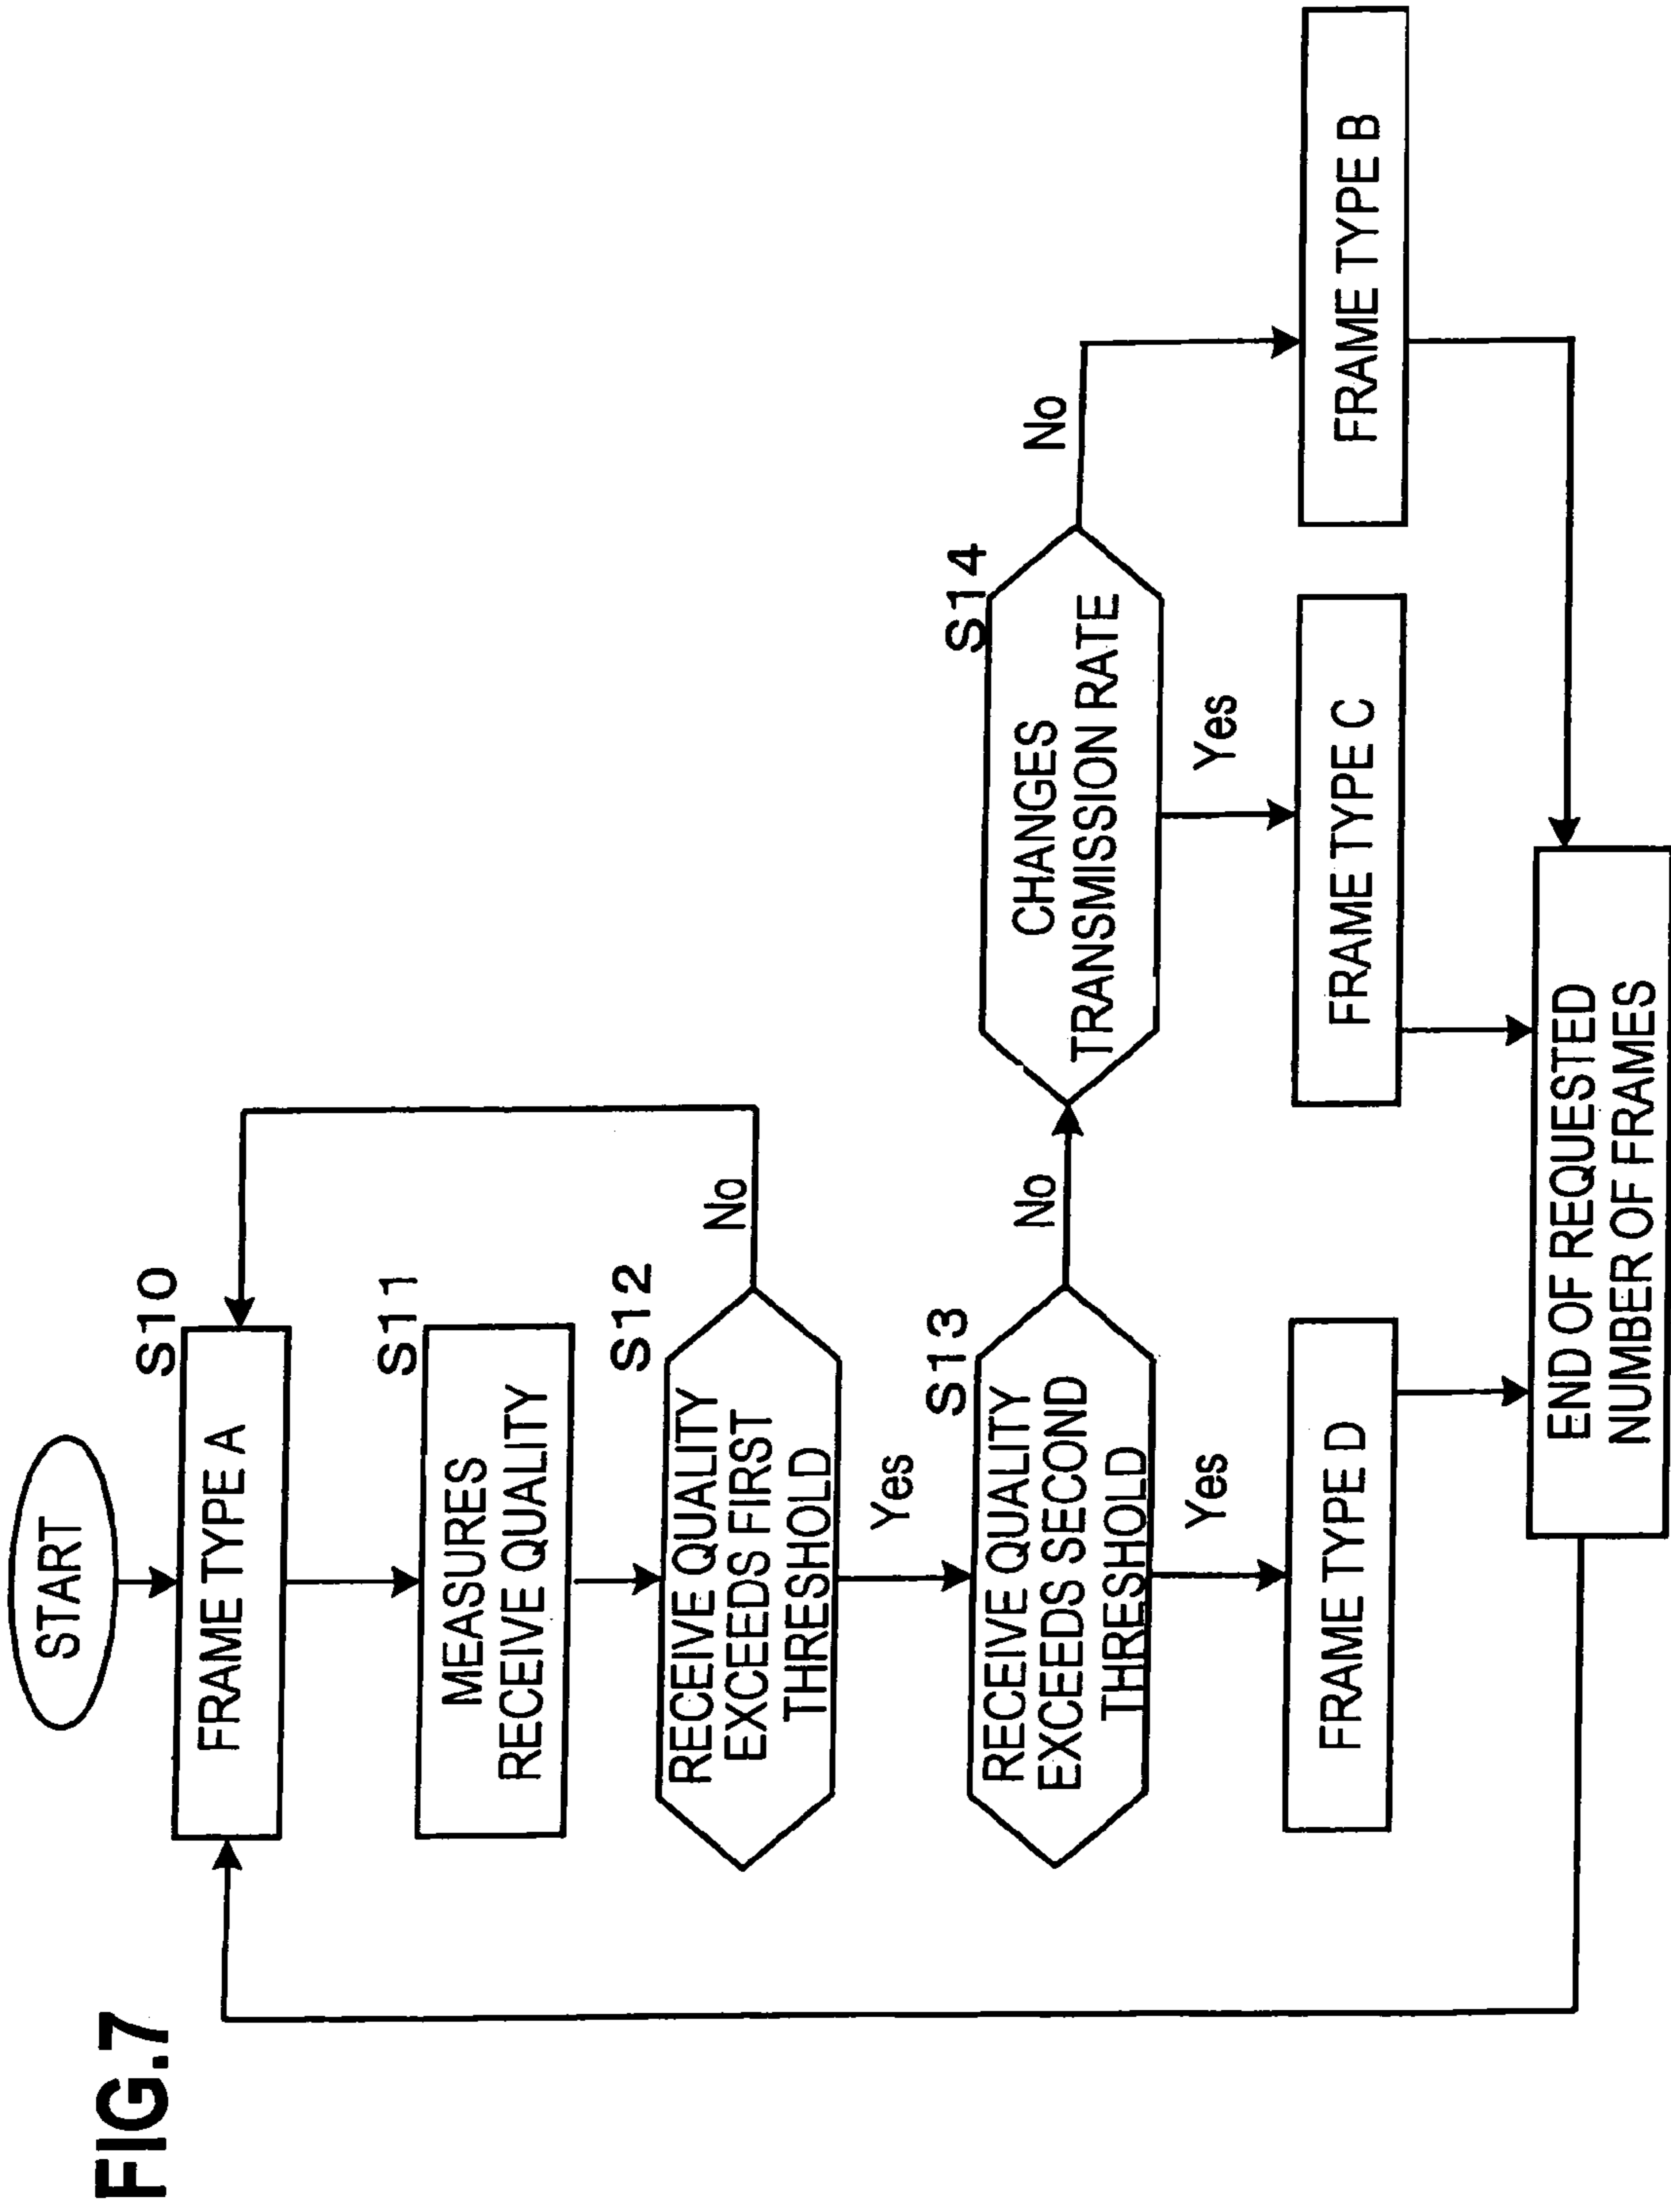 FIG.7
START
S10
FRAME TYPE A
S11
MEASURES
RECEIVE QUALITY
S12
RECEIVE QUALITY
EXCEEDS FIRST
THRESHOLD
No
Yes
S13
RECEIVE QUALITY
EXCEEDS SECOND
THRESHOLD
No
Yes
S14
CHANGES
TRANSMISSION RATE
No
Yes
FRAME TYPE D
FRAME TYPE C
FRAME TYPE B
END OF REQUESTED
NUMBER OF FRAMES